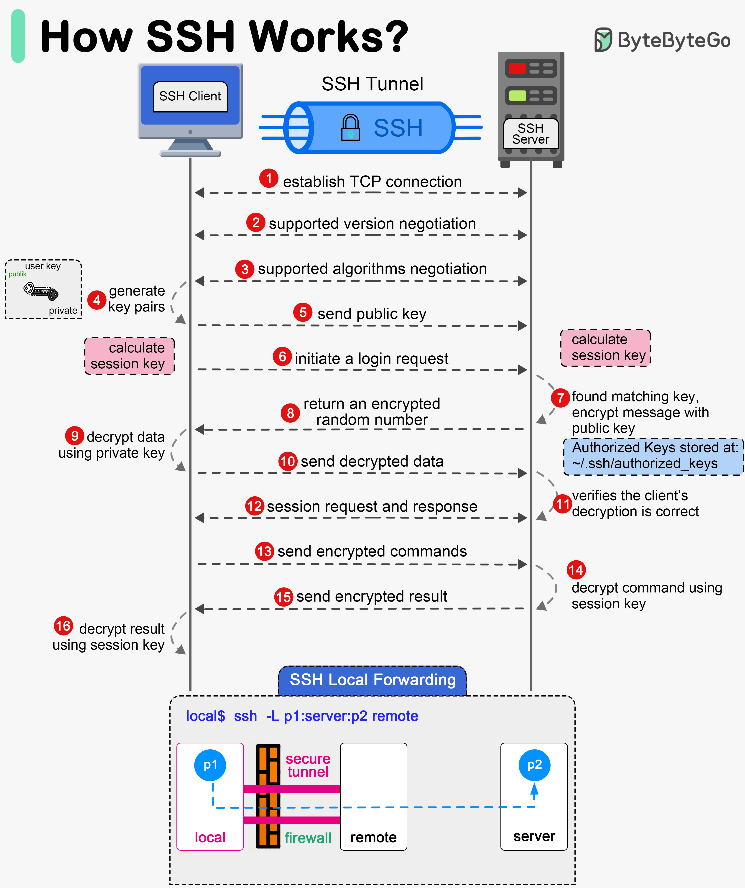 How SSH Works?
ByteByteGo
SSH Client
SSH Tunnel
SSH
SSH
Server
1 establish TCP connection
2 supported version negotiation
3 supported algorithms negotiation
user key
publik
private
4 generate
key pairs
5 send public key
calculate
session key
calculate
session key
6 initiate a login request
7 found matching key,
encrypt message with
public key
8 return an encrypted
random number
9 decrypt data
using private key
Authorized Keys stored at:
~/.ssh/authorized_keys
10 send decrypted data
11 verifies the client's
decryption is correct
12 session request and response
13 send encrypted commands
14 decrypt command using
session key
15 send encrypted result
16 decrypt result
using session key
SSH Local Forwarding
local$ ssh -L p1:server:p2 remote
p1
secure
tunnel
p2
local
firewall
remote
server